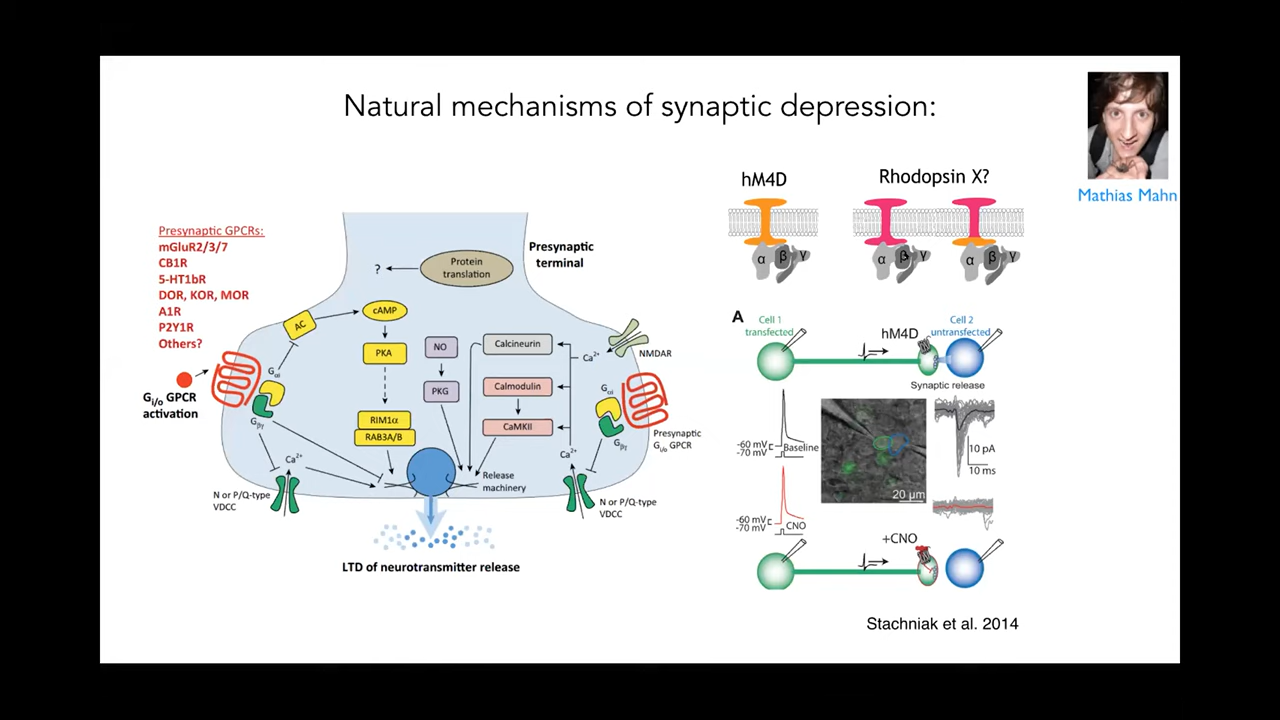 Natural mechanisms of synaptic depression:
Mathias Mahn
Presynaptic GPCRs:
mGluR2/3/7
CB1R
5-HT1bR
DOR, KOR, MOR
A1R
P2Y1R
Others?
Gi/o GPCR
activation
Presynaptic
terminal
?
Protein
translation
AC
cAMP
PKA
RIM1α
RAB3A/B
NO
PKG
Calcineurin
Calmodulin
CaMKII
Ca2+
NMDAR
Gαi
Gβγ
Ca2+
N or P/Q-type
VDCC
Gαi
Gβγ
Presynaptic
Gi/o GPCR
Ca2+
N or P/Q-type
VDCC
Release
machinery
LTD of neurotransmitter release
hM4D
Rhodopsin X?
α β γ
α β γ
α β γ
A
Cell 1
transfected
Cell 2
untransfected
hM4D
Synaptic release
-60 mV
-70 mV
Baseline
10 pA
10 ms
20 µm
-60 mV
-70 mV
CNO
+CNO
Stachniak et al. 2014